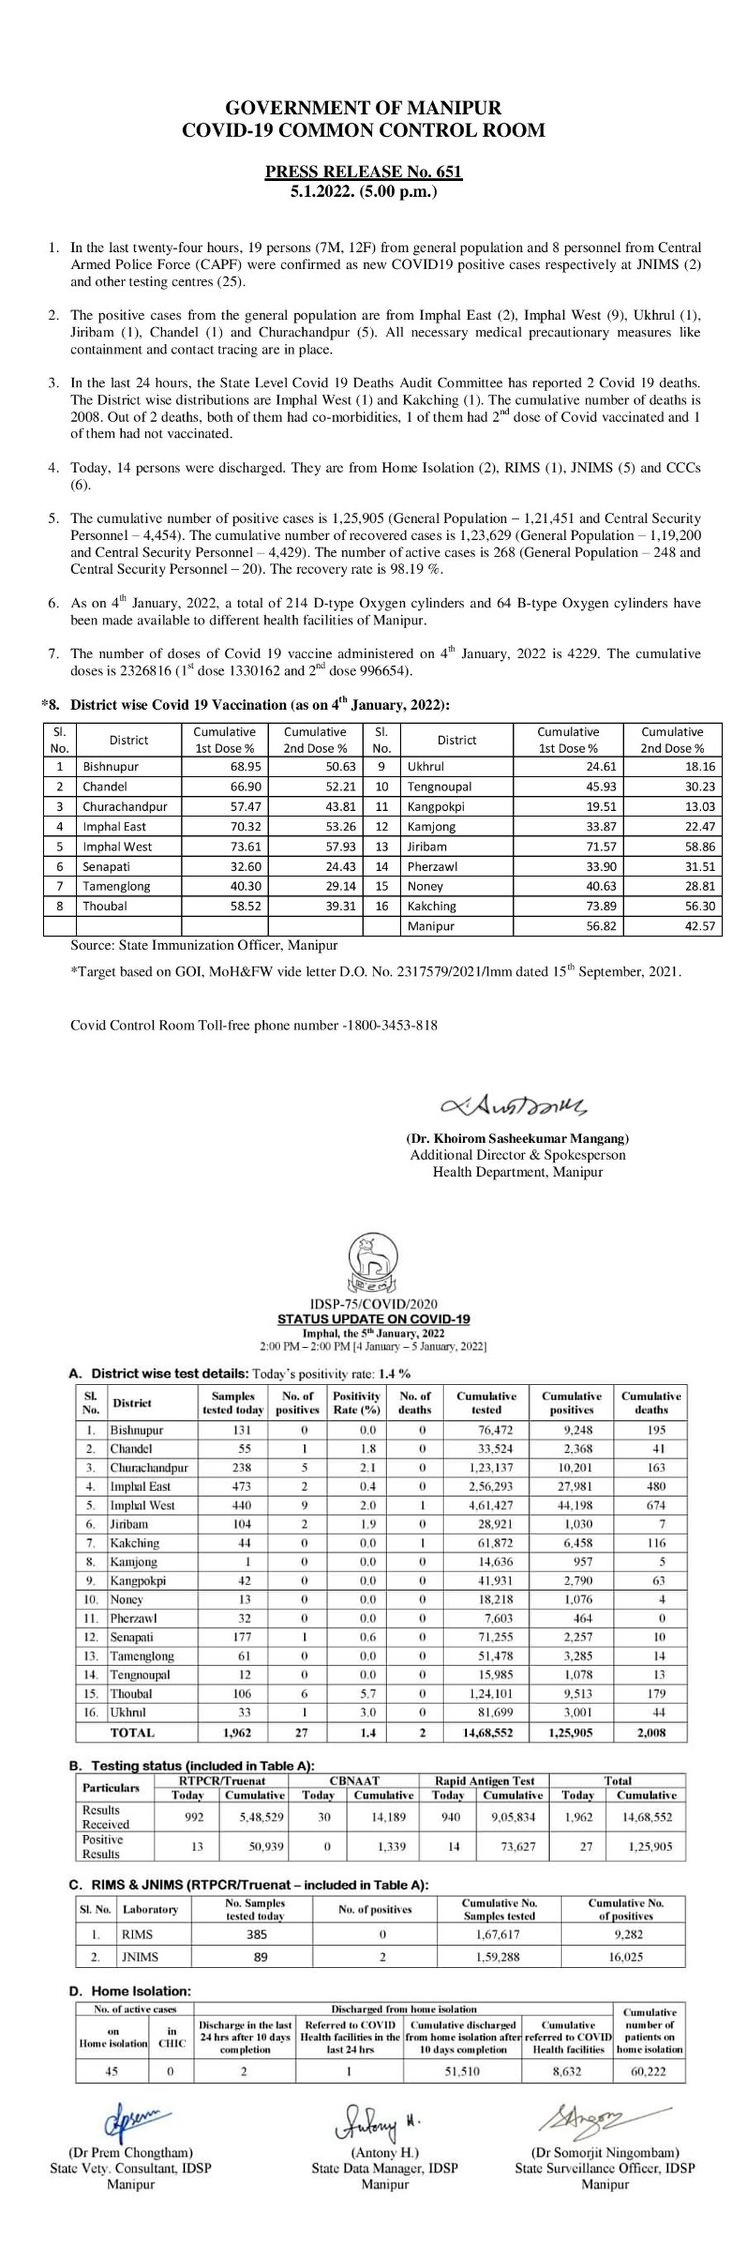 GOVERNMENT OF MANIPUR
COVID-19 COMMON CONTROL ROOM
PRESS RELEASE No. 651
5.1.2022. (5.00 p.m.)
1. In the last twenty-four hours, 19 persons (7M, 12F) from general population and 8 personnel from Central
Armed Police Force (CAPF) were confirmed as new COVID19 positive cases respectively at JNIMS (2)
and other testing centres (25).
2. The positive cases from the general population are from Imphal East (2), Imphal West (9), Ukhrul (1),
Jiribam (1), Chandel (1) and Churachandpur (5). All necessary medical precautionary measures like
containment and contact tracing are in place.
3. In the last 24 hours, the State Level Covid 19 Deaths Audit Committee has reported 2 Covid 19 deaths.
The District wise distributions are Imphal West (1) and Kakching (1). The cumulative number of deaths is
2008. Out of 2 deaths, both of them had co-morbidities, 1 of them had 2nd dose of Covid vaccinated and 1
of them had not vaccinated.
4. Today, 14 persons were discharged. They are from Home Isolation (2), RIMS (1), JNIMS (5) and CCCs
(6).
5. The cumulative number of positive cases is 1,25,905 (General Population – 1,21,451 and Central Security
Personnel – 4,454). The cumulative number of recovered cases is 1,23,629 (General Population – 1,19,200
and Central Security Personnel – 4,429). The number of active cases is 268 (General Population – 248 and
Central Security Personnel – 20). The recovery rate is 98.19 %.
6. As on 4th January, 2022, a total of 214 D-type Oxygen cylinders and 64 B-type Oxygen cylinders have
been made available to different health facilities of Manipur.
7. The number of doses of Covid 19 vaccine administered on 4th January, 2022 is 4229. The cumulative
doses is 2326816 (1st dose 1330162 and 2nd dose 996654).
*8. District wise Covid 19 Vaccination (as on 4th January, 2022):
Sl. No. District Cumulative 1st Dose % Cumulative 2nd Dose % Sl. No. District Cumulative 1st Dose % Cumulative 2nd Dose %
1 Bishnupur 68.95 50.63 9 Ukhrul 24.61 18.16
2 Chandel 66.90 52.21 10 Tengnoupal 45.93 30.23
3 Churachandpur 57.47 43.81 11 Kangpokpi 19.51 13.03
4 Imphal East 70.32 53.26 12 Kamjong 33.87 22.47
5 Imphal West 73.61 57.93 13 Jiribam 71.57 58.86
6 Senapati 32.60 24.43 14 Pherzawl 33.90 31.51
7 Tamenglong 40.30 29.14 15 Noney 40.63 28.81
8 Thoubal 58.52 39.31 16 Kakching 73.89 56.30
Manipur 56.82 42.57
Source: State Immunization Officer, Manipur
*Target based on GOI, MoH&FW vide letter D.O. No. 2317579/2021/Imm dated 15th September, 2021.
Covid Control Room Toll-free phone number -1800-3453-818
(Dr. Khoirom Sasheekumar Mangang)
Additional Director & Spokesperson
Health Department, Manipur
IDSP-75/COVID/2020
STATUS UPDATE ON COVID-19
Imphal, the 5th January, 2022
2:00 PM – 2:00 PM [4 January – 5 January, 2022]
A. District wise test details: Today's positivity rate: 1.4 %
Sl. No. District Samples tested today No. of positives Positivity Rate (%) No. of deaths Cumulative tested Cumulative positives Cumulative deaths
1. Bishnupur 131 0 0.0 0 76,472 9,248 195
2. Chandel 55 1 1.8 0 33,524 2,368 41
3. Churachandpur 238 5 2.1 0 1,23,137 10,201 163
4. Imphal East 473 2 0.4 0 2,56,293 27,981 480
5. Imphal West 440 9 2.0 1 4,61,427 44,198 674
6. Jiribam 104 2 1.9 0 28,921 1,030 7
7. Kakching 44 0 0.0 1 61,872 6,458 116
8. Kamjong 1 0 0.0 0 14,636 957 5
9. Kangpokpi 42 0 0.0 0 41,931 2,790 63
10. Noney 13 0 0.0 0 18,218 1,076 4
11. Pherzawl 32 0 0.0 0 7,603 464 0
12. Senapati 177 1 0.6 0 71,255 2,257 10
13. Tamenglong 61 0 0.0 0 51,478 3,285 14
14. Tengnoupal 12 0 0.0 0 15,985 1,078 13
15. Thoubal 106 6 5.7 0 1,24,101 9,513 179
16. Ukhrul 33 1 3.0 0 81,699 3,001 44
TOTAL 1,962 27 1.4 2 14,68,552 1,25,905 2,008
B. Testing status (included in Table A):
Particulars RTPCR/Truenat CBNAAT Rapid Antigen Test Total
Today Cumulative Today Cumulative Today Cumulative Today Cumulative
Results Received 992 5,48,529 30 14,189 940 9,05,834 1,962 14,68,552
Positive Results 13 50,939 0 1,339 14 73,627 27 1,25,905
C. RIMS & JNIMS (RTPCR/Truenat – included in Table A):
Sl. No. Laboratory No. Samples tested today No. of positives Cumulative No. Samples tested Cumulative No. of positives
1. RIMS 385 0 1,67,617 9,282
2. JNIMS 89 2 1,59,288 16,025
D. Home Isolation:
No. of active cases Discharged from home isolation Cumulative number of patients on home isolation
on Home isolation in CHIC Discharge in the last 24 hrs after 10 days completion Referred to COVID Health facilities in the last 24 hrs Cumulative discharged from home isolation after 10 days completion Cumulative referred to COVID Health facilities
45 0 2 1 51,510 8,632 60,222
Antony H.
(Dr Prem Chongtham) (Antony H.) (Dr Somorjit Ningombam)
State Vety. Consultant, IDSP State Data Manager, IDSP State Surveillance Officer, IDSP
Manipur Manipur Manipur